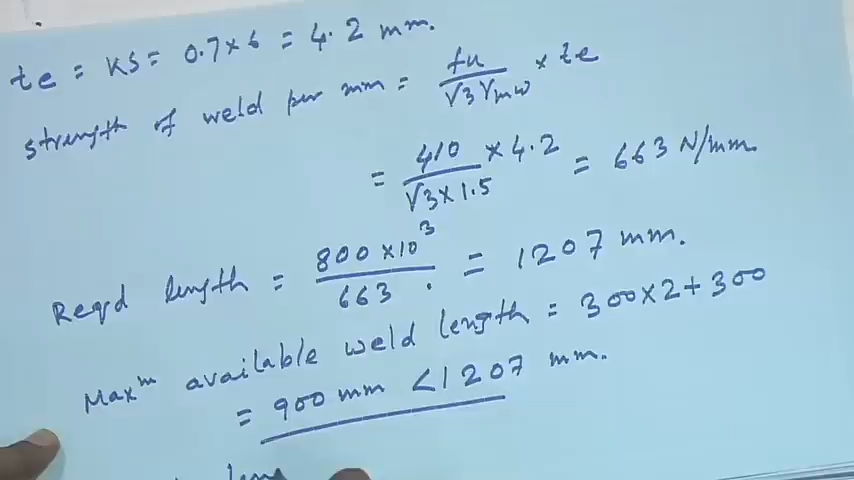 te = KS = 0.7×6 = 4.2 mm.
strength of weld per mm = fu/√3γmw × te
= 410/√3×1.5 × 4.2 = 663 N/mm.
Reqd length = 800×10³/663. = 1207 mm.
Maxᵐ available weld length = 300×2+300
= 900 mm < 1207 mm.